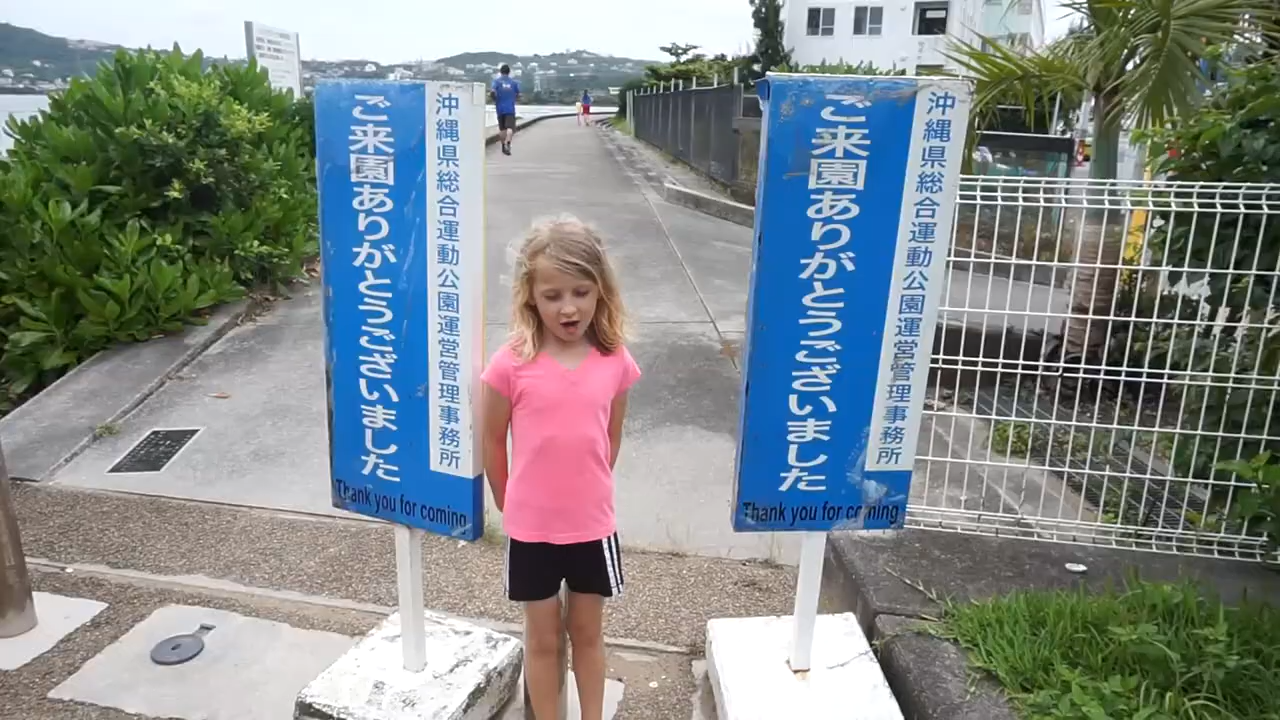 沖縄県総合運動公園運営管理事務所
ご来園ありがとうございました
Thank you for coming
沖縄県総合運動公園運営管理事務所
ご来園ありがとうございました
Thank you for coming